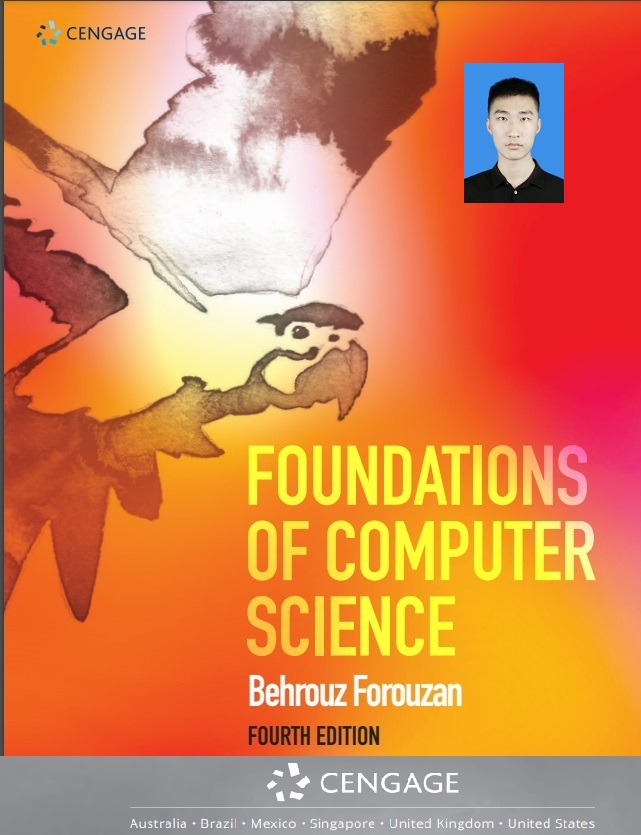 CENGAGE
FOUNDATIONS
OF COMPUTER
SCIENCE
Behrouz Forouzan
FOURTH EDITION
CENGAGE
Australia • Brazil • Mexico • Singapore • United Kingdom • United States